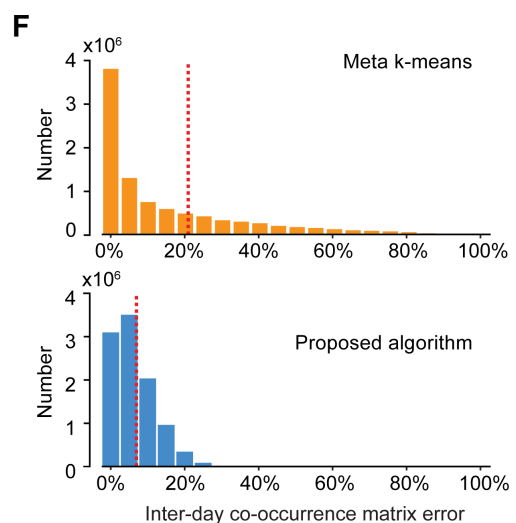 F
x10⁶
Meta k-means
Number
4
3
2
1
0
0% 20% 40% 60% 80% 100%
x10⁶
Proposed algorithm
Number
4
3
2
1
0
0% 20% 40% 60% 80% 100%
Inter-day co-occurrence matrix error